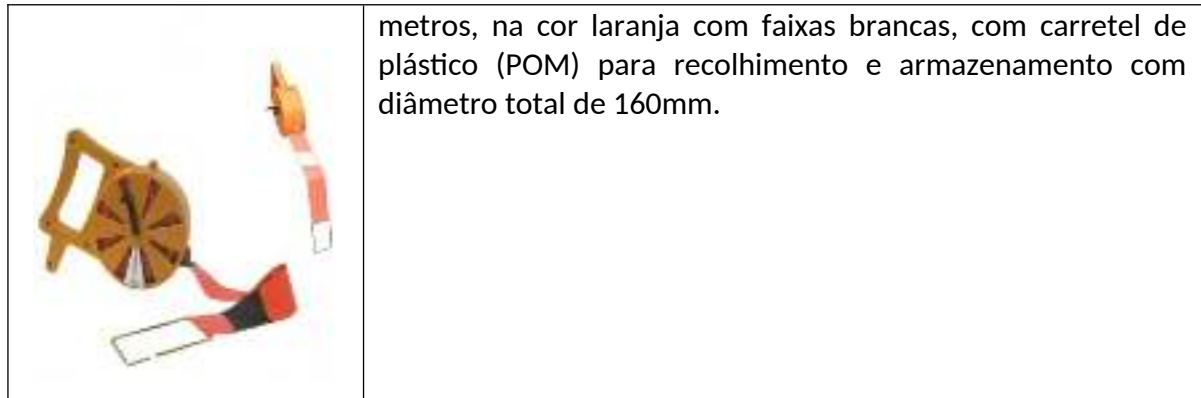 metros, na cor laranja com faixas brancas, com carretel de
plástico (POM) para recolhimento e armazenamento com
diâmetro total de 160mm.